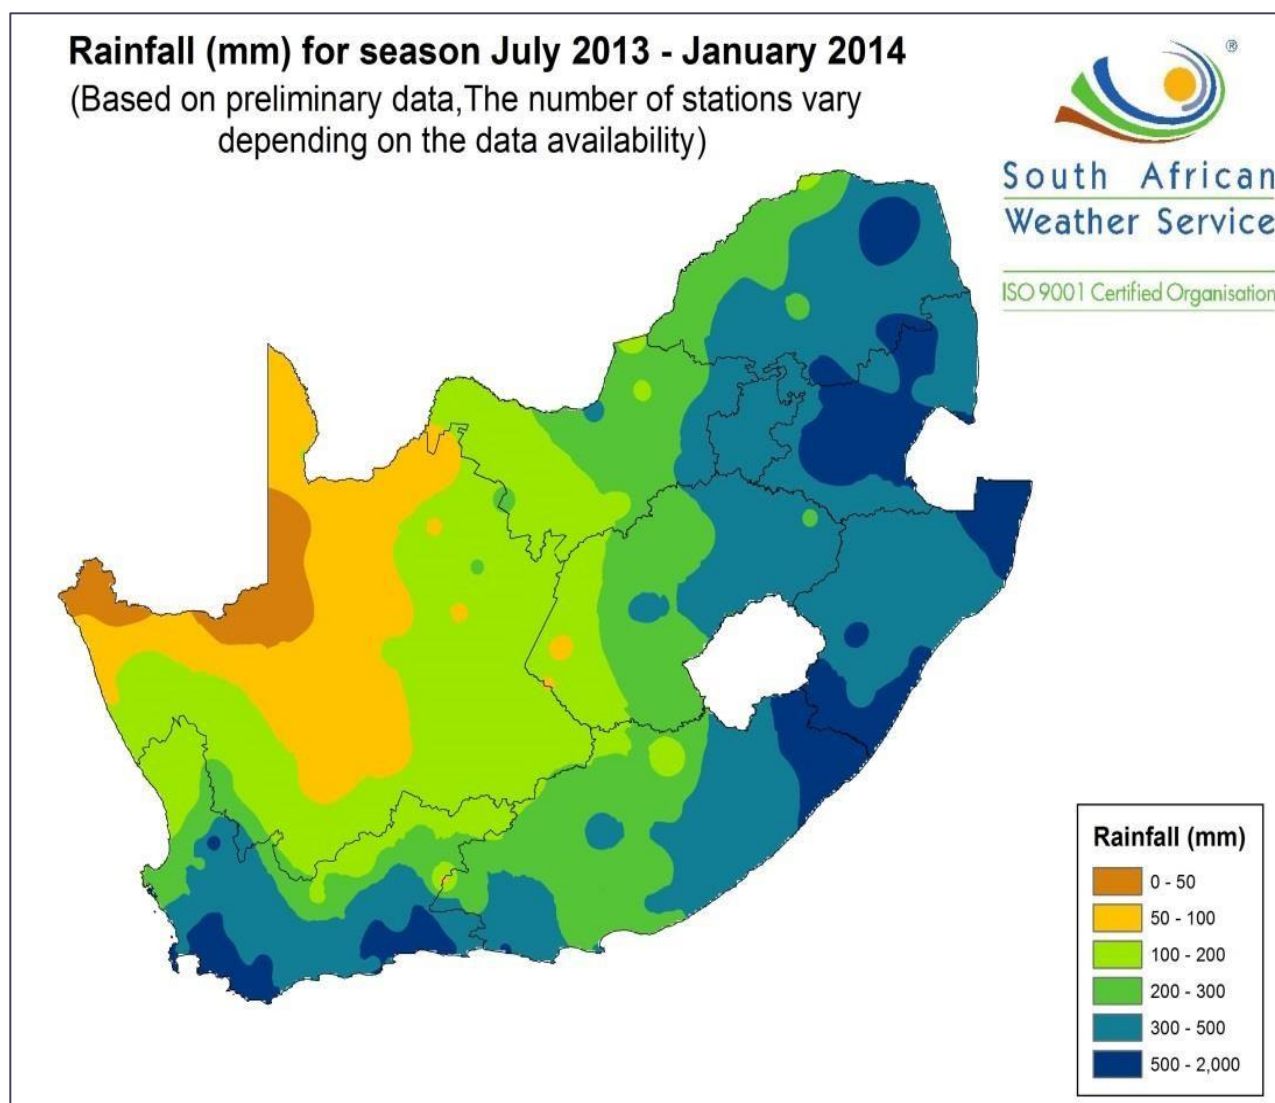 Rainfall (mm) for season July 2013 - January 2014
(Based on preliminary data,The number of stations vary
depending on the data availability)
®
South African
Weather Service
ISO 9001 Certified Organisation
Rainfall (mm)
0 - 50
50 - 100
100 - 200
200 - 300
300 - 500
500 - 2,000